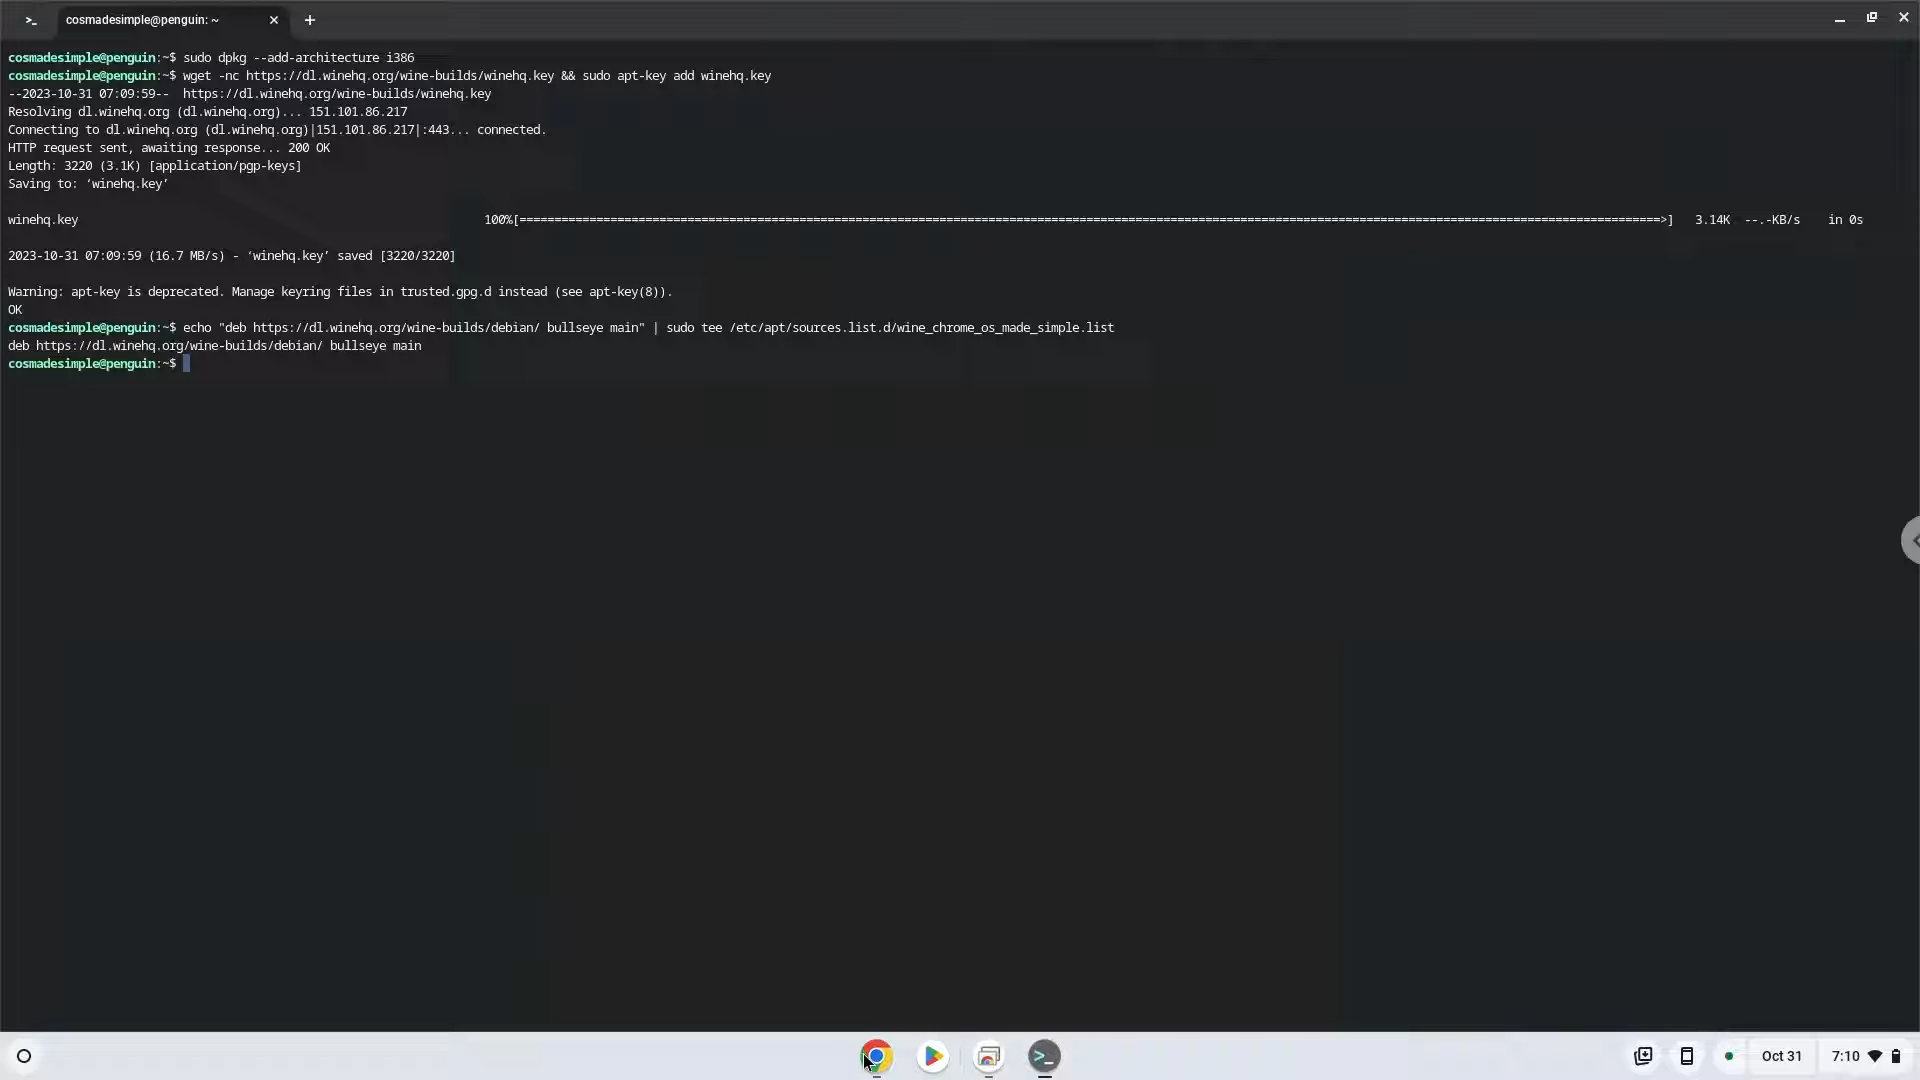 >_ cosmadesimple@penguin: ~
cosmadesimple@penguin:~$ sudo dpkg --add-architecture i386
cosmadesimple@penguin:~$ wget -nc https://dl.winehq.org/wine-builds/winehq.key && sudo apt-key add winehq.key
--2023-10-31 07:09:59--  https://dl.winehq.org/wine-builds/winehq.key
Resolving dl.winehq.org (dl.winehq.org)... 151.101.86.217
Connecting to dl.winehq.org (dl.winehq.org)|151.101.86.217|:443... connected.
HTTP request sent, awaiting response... 200 OK
Length: 3220 (3.1K) [application/pgp-keys]
Saving to: ‘winehq.key’
winehq.key 100%[===================================================================================================================================================================>] 3.14K --.-KB/s in 0s
2023-10-31 07:09:59 (16.7 MB/s) - ‘winehq.key’ saved [3220/3220]
Warning: apt-key is deprecated. Manage keyring files in trusted.gpg.d instead (see apt-key(8)).
OK
cosmadesimple@penguin:~$ echo "deb https://dl.winehq.org/wine-builds/debian/ bullseye main" | sudo tee /etc/apt/sources.list.d/wine_chrome_os_made_simple.list
deb https://dl.winehq.org/wine-builds/debian/ bullseye main
cosmadesimple@penguin:~$
>_ Oct 31 7:10